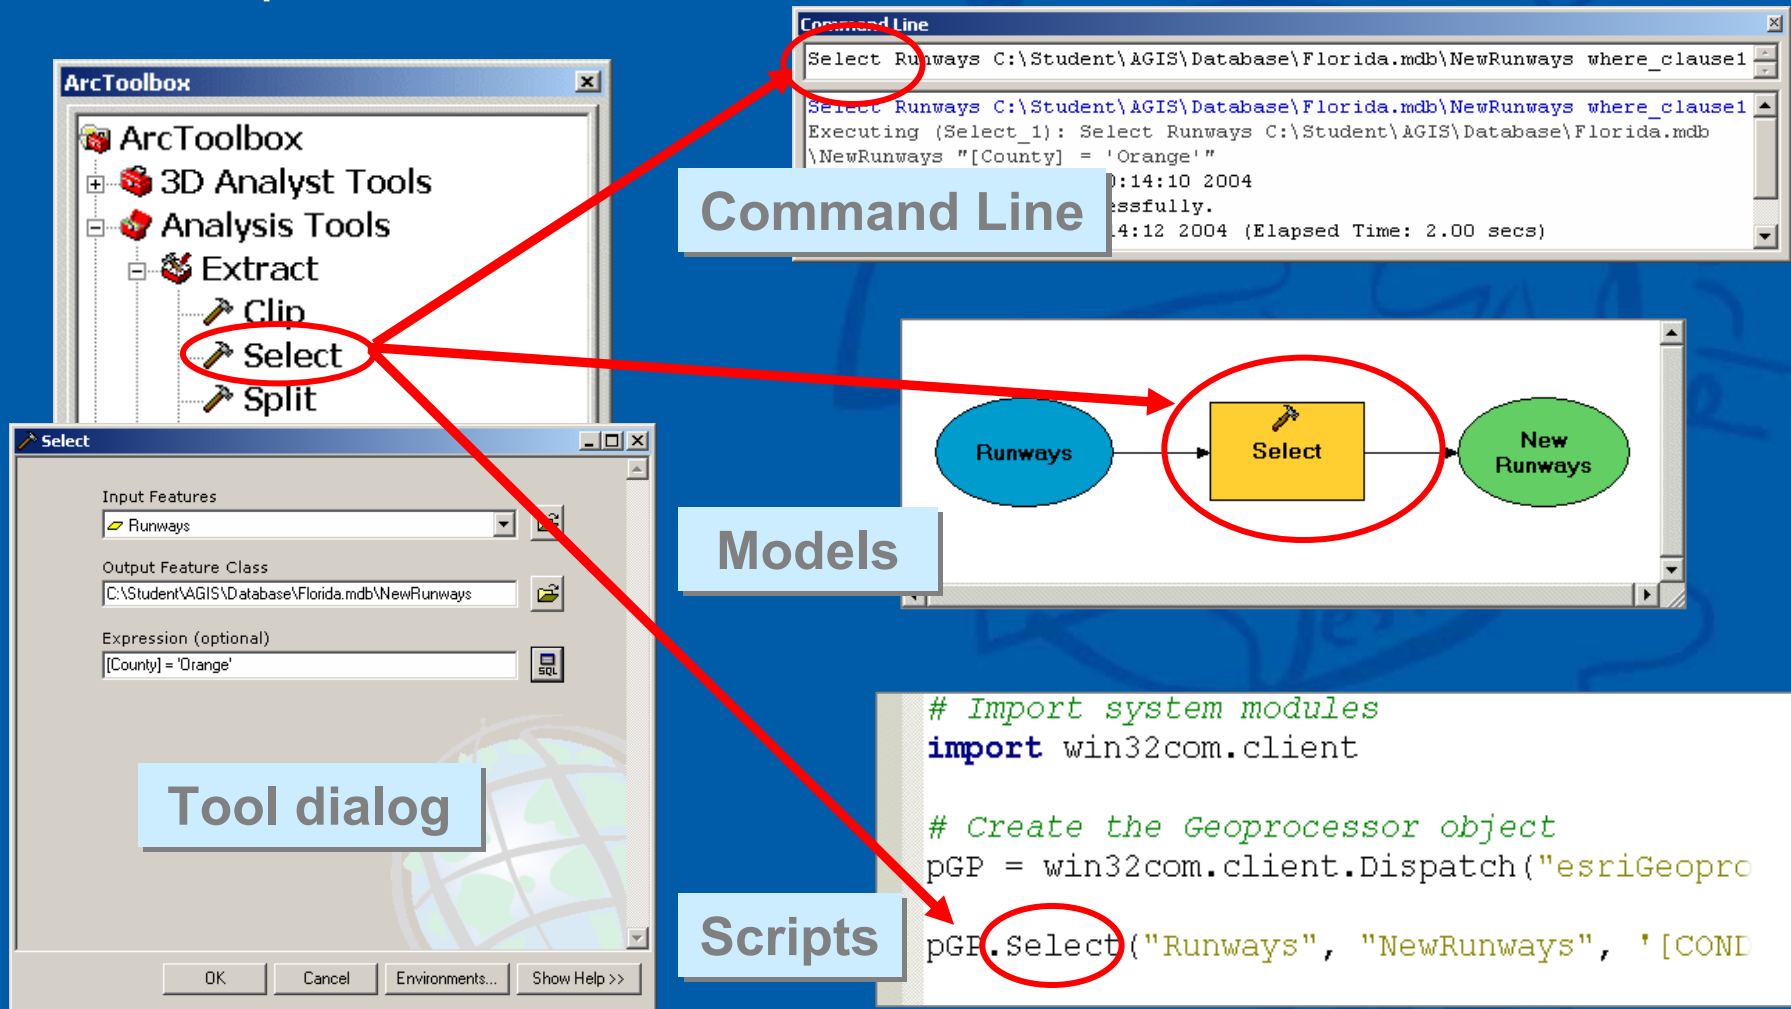 ArcToolbox
ArcToolbox
3D Analyst Tools
Analysis Tools
Extract
Clip
Select
Split
Select
Input Features
Runways
Output Feature Class
C:\Student\AGIS\Database\Florida.mdb\NewRunways
Expression (optional)
[County] = 'Orange'
SQL
Tool dialog
OK Cancel Environments... Show Help >>
Command Line
Select Runways C:\Student\AGIS\Database\Florida.mdb\NewRunways where_clause1
Select Runways C:\Student\AGIS\Database\Florida.mdb\NewRunways where_clause1
Executing (Select_1): Select Runways C:\Student\AGIS\Database\Florida.mdb
\NewRunways "[County] = 'Orange'"
:14:10 2004
essfully.
4:12 2004 (Elapsed Time: 2.00 secs)
Command Line
Runways
Select
New
Runways
Models
# Import system modules
import win32com.client
# Create the Geoprocessor object
pGP = win32com.client.Dispatch("esriGeopro
pGP.Select("Runways", "NewRunways", '[COND
Scripts